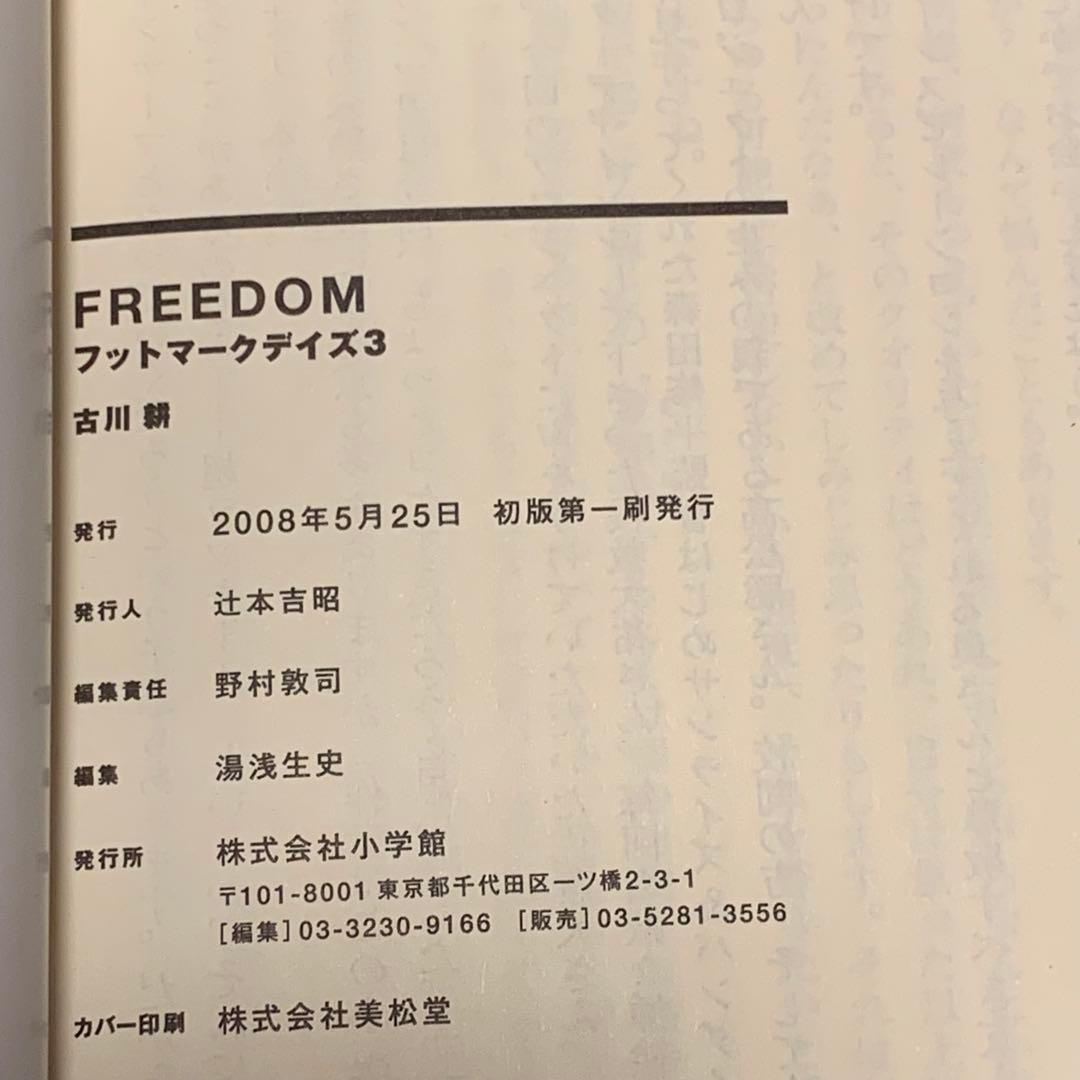 FREEDOM
フットマークデイズ3
古川 耕
発行 2008年5月25日 初版第一刷発行
発行人 辻本吉昭
編集責任 野村敦司
編集 湯浅生史
発行所 株式会社小学館
〒101-8001 東京都千代田区一ツ橋2-3-1
[編集]03-3230-9166 [販売]03-5281-3556
カバー印刷 株式会社美松堂